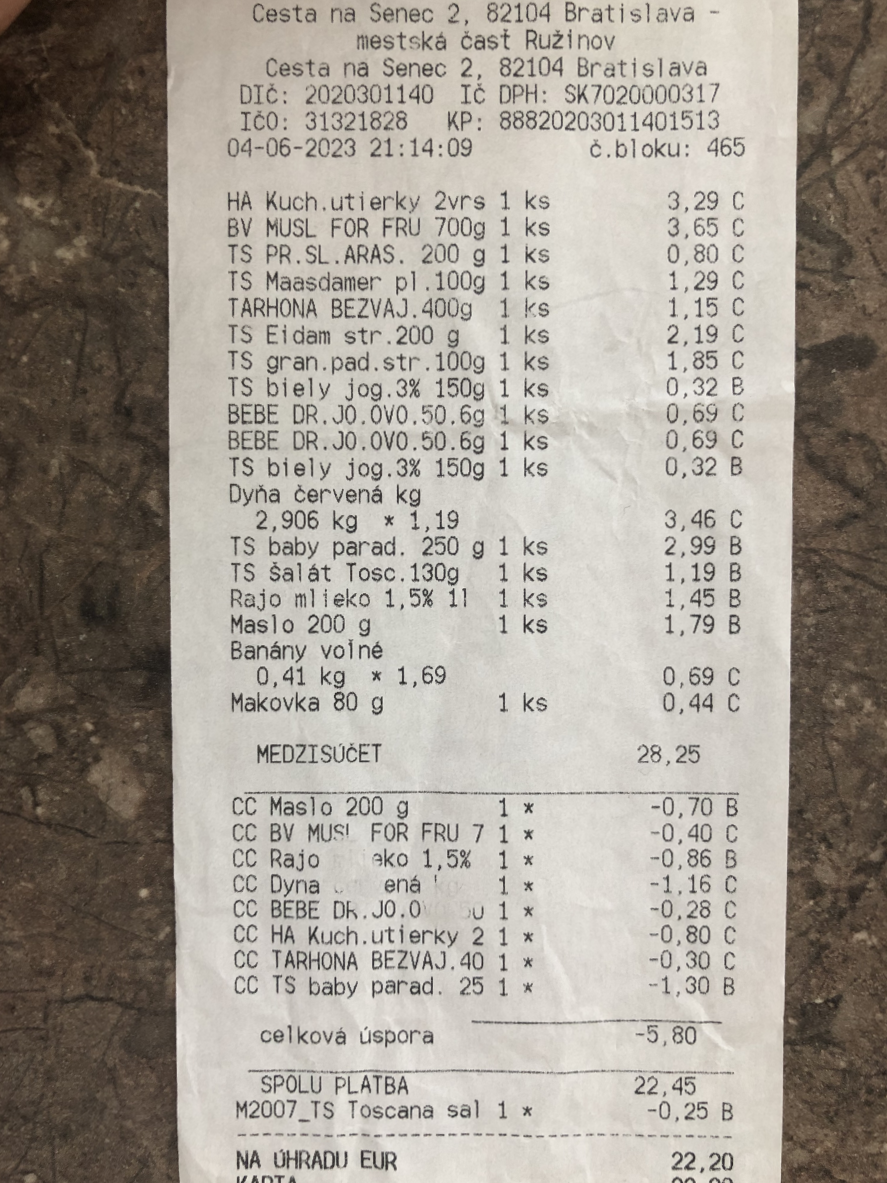 Cesta na Senec 2, 82104 Bratislava -
mestská časť Ružinov
Cesta na Senec 2, 82104 Bratislava
DIČ: 2020301140 IČ DPH: SK7020000317
IČO: 31321828 KP: 88820203011401513
04-06-2023 21:14:09 č.bloku: 465
HA Kuch.utierky 2vrs 1 ks 3,29 C
BV MUSL FOR FRU 700g 1 ks 3,65 C
TS PR.SL.ARAS. 200 g 1 ks 0,80 C
TS Maasdamer pl.100g 1 ks 1,29 C
TARHONA BEZVAJ.400g 1 ks 1,15 C
TS Eidam str.200 g 1 ks 2,19 C
TS gran.pad.str.100g 1 ks 1,85 C
TS biely jog.3% 150g 1 ks 0,32 B
BEBE DR.JO.OVO.50.6g 1 ks 0,69 C
BEBE DR.JO.OVO.50.6g 1 ks 0,69 C
TS biely jog.3% 150g 1 ks 0,32 B
Dyňa červená kg
2,906 kg * 1,19 3,46 C
TS baby parad. 250 g 1 ks 2,99 B
TS Šalát Tosc.130g 1 ks 1,19 B
Rajo mlieko 1,5% 1l 1 ks 1,45 B
Maslo 200 g 1 ks 1,79 B
Banány voľné
0,41 kg * 1,69 0,69 C
Makovka 80 g 1 ks 0,44 C
MEDZISÚČET 28,25
CC Maslo 200 g 1 * -0,70 B
CC BV MUSL FOR FRU 7 1 * -0,40 C
CC Rajo 1,5% 1 * -0,86 B
CC Dyna 1 * -1,16 C
CC BEBE 1 * -0,28 C
CC HA Kuch.utierky 2 1 * -0,80 C
CC TARHONA BEZVAJ.40 1 * -0,30 C
CC TS baby parad. 25 1 * -1,30 B
celková úspora -5,80
SPOLU PLATBA 22,45
M2007_TS Toscana sal 1 * -0,25 B
NA ÚHRADU EUR 22,20